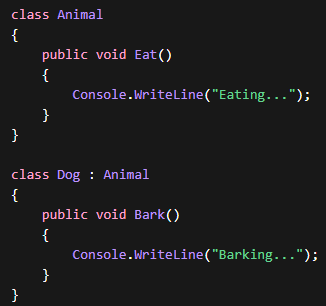 class Animal
{
    public void Eat()
    {
        Console.WriteLine("Eating...");
    }
}

class Dog : Animal
{
    public void Bark()
    {
        Console.WriteLine("Barking...");
    }
}